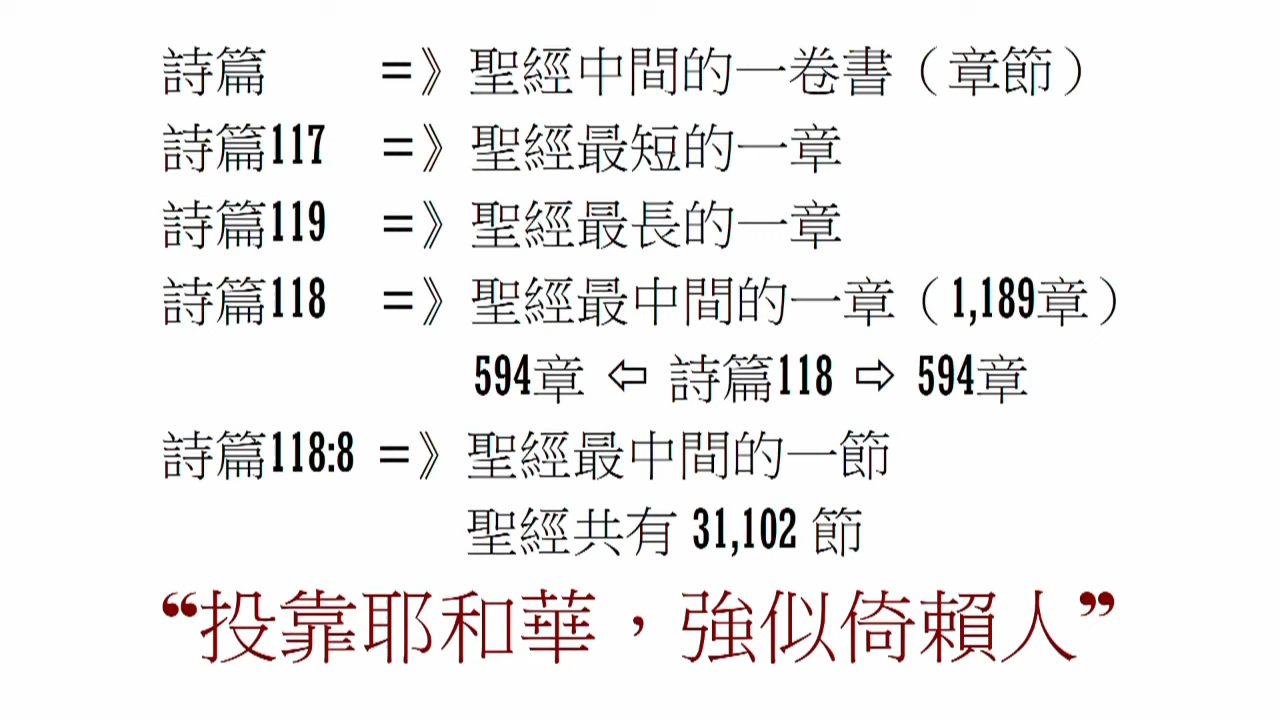 詩篇 =》聖經中間的一卷書（章節）
詩篇117 =》聖經最短的一章
詩篇119 =》聖經最長的一章
詩篇118 =》聖經最中間的一章（1,189章）
594章 ⇦ 詩篇118 ⇨ 594章
詩篇118:8 =》聖經最中間的一節
聖經共有 31,102 節
“投靠耶和華，強似倚賴人”